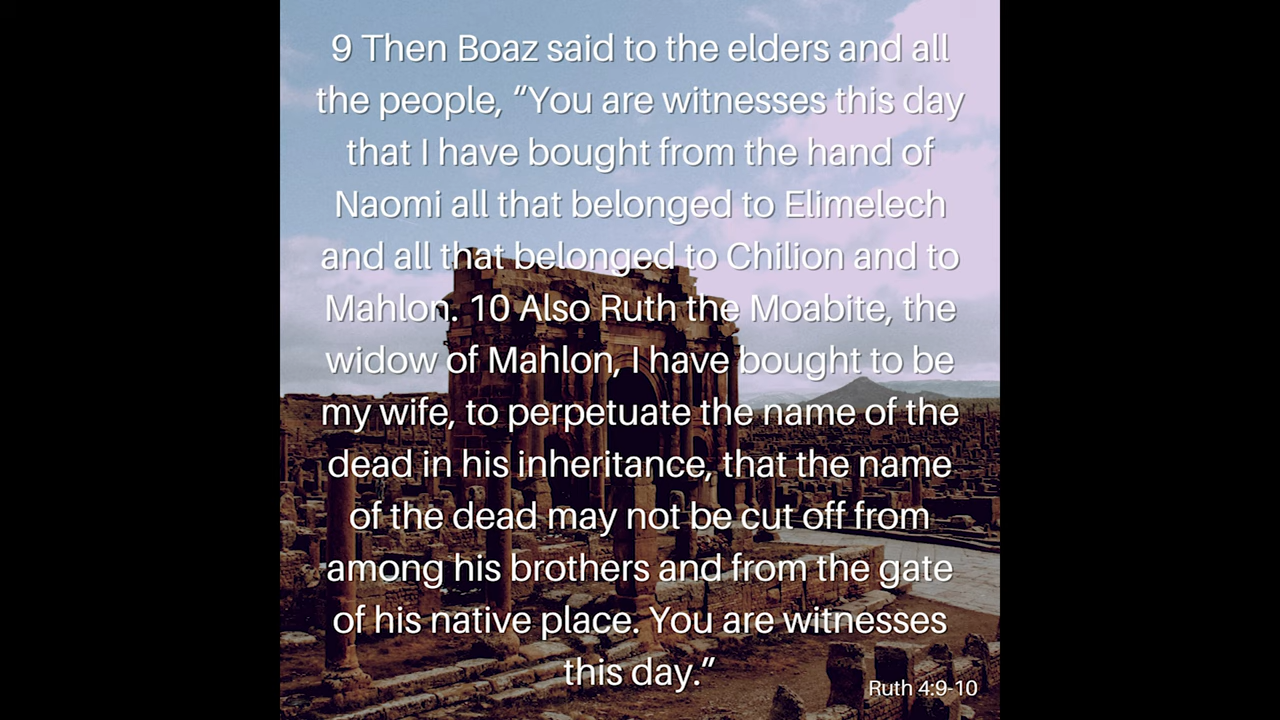 9 Then Boaz said to the elders and all
the people, “You are witnesses this day
that I have bought from the hand of
Naomi all that belonged to Elimelech
and all that belonged to Chilion and to
Mahlon. 10 Also Ruth the Moabite, the
widow of Mahlon, I have bought to be
my wife, to perpetuate the name of the
dead in his inheritance, that the name
of the dead may not be cut off from
among his brothers and from the gate
of his native place. You are witnesses
this day.”
Ruth 4:9-10